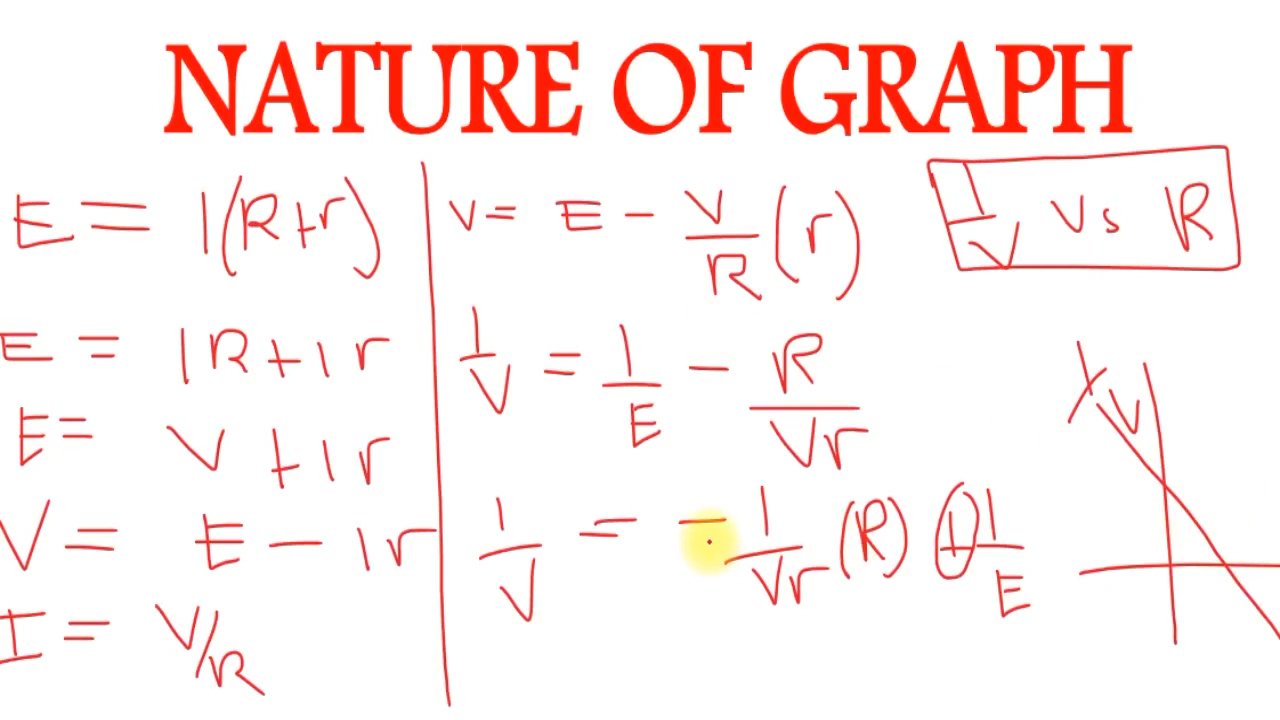 NATURE OF GRAPH
E = I(R+r)
E = IR+Ir
E = V + Ir
V = E - Ir
I = V/R
V = E - V/R (r)
1/V = 1/E - R/Vr
1/V = - 1/Vr (R) + 1/E
1/V Vs R
1/V